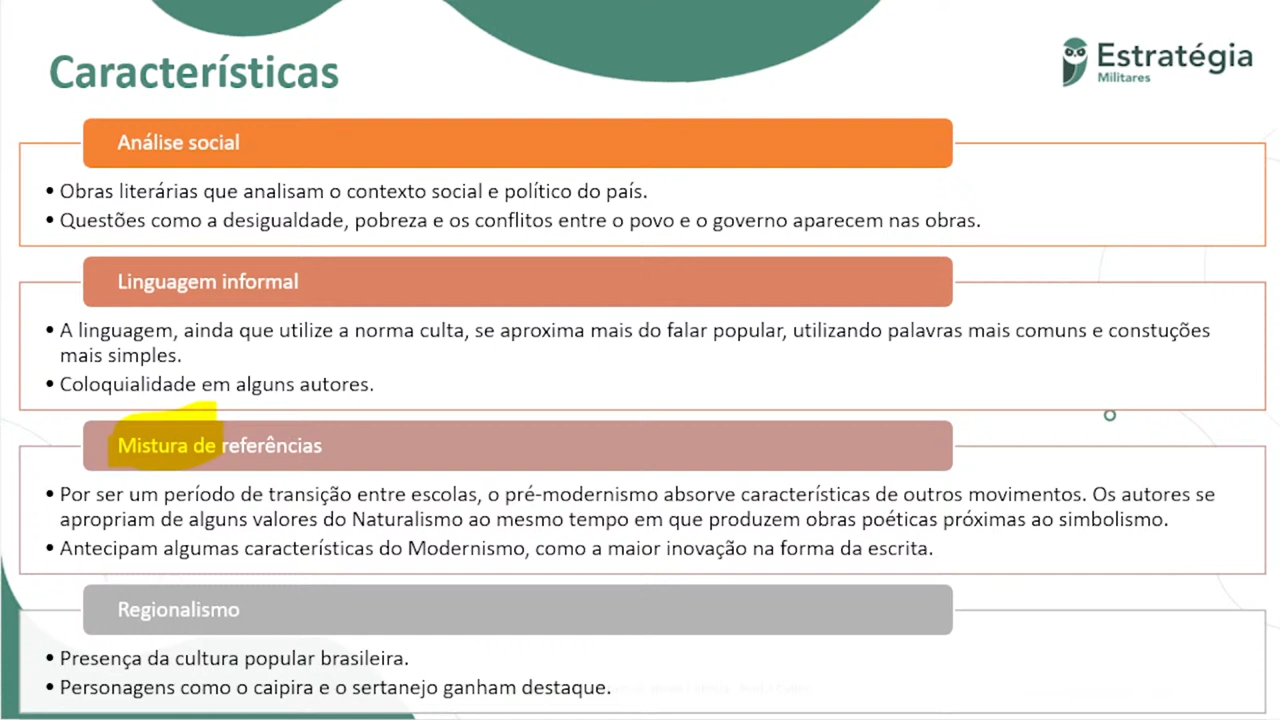 Características
Estratégia
Militares
Análise social
• Obras literárias que analisam o contexto social e político do país.
• Questões como a desigualdade, pobreza e os conflitos entre o povo e o governo aparecem nas obras.
Linguagem informal
• A linguagem, ainda que utilize a norma culta, se aproxima mais do falar popular, utilizando palavras mais comuns e constuções
mais simples.
• Coloquialidade em alguns autores.
Mistura de referências
• Por ser um período de transição entre escolas, o pré-modernismo absorve características de outros movimentos. Os autores se
apropriam de alguns valores do Naturalismo ao mesmo tempo em que produzem obras poéticas próximas ao simbolismo.
• Antecipam algumas características do Modernismo, como a maior inovação na forma da escrita.
Regionalismo
• Presença da cultura popular brasileira.
• Personagens como o caipira e o sertanejo ganham destaque.